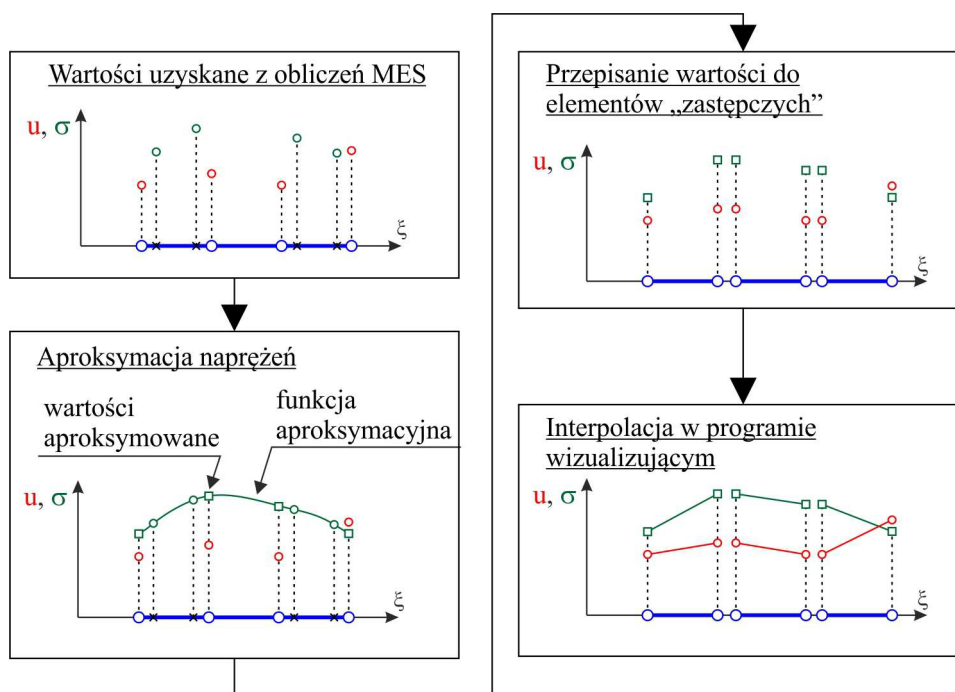 Wartości uzyskane z obliczeń MES
u, σ
ξ
Aproksymacja naprężeń
wartości
aproksymowane
funkcja
aproksymacyjna
u, σ
ξ
Przepisanie wartości do
elementów „zastępczych”
u, σ
ξ
Interpolacja w programie
wizualizującym
u, σ
ξ